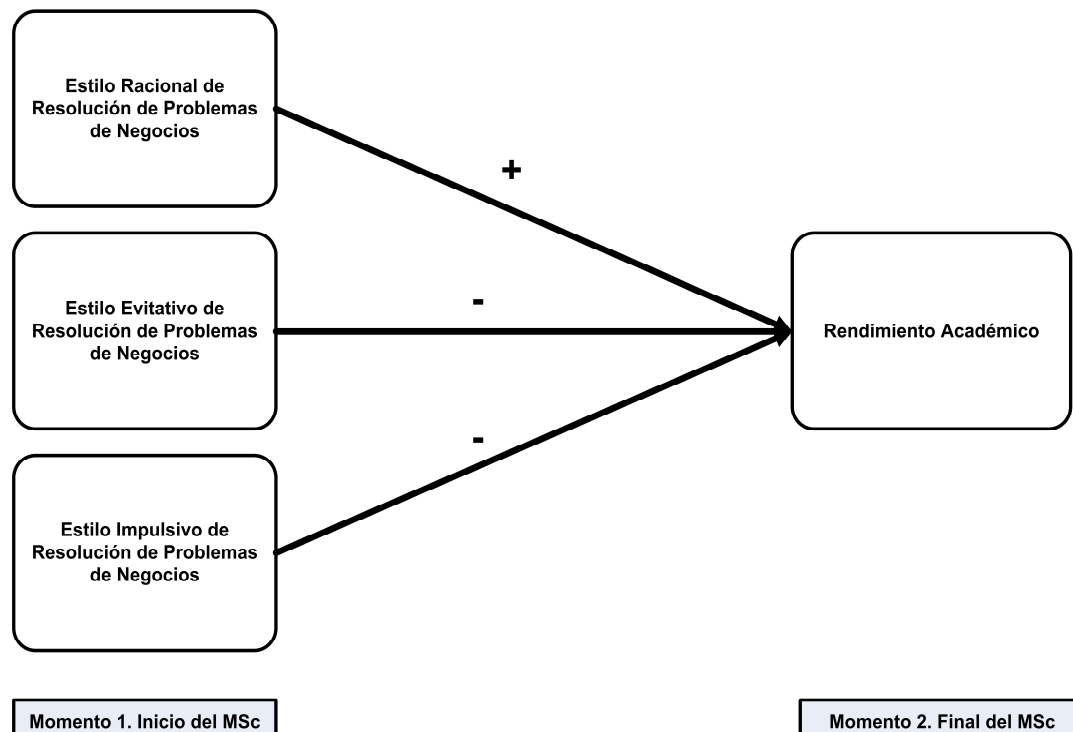 Estilo Racional de
Resolución de Problemas
de Negocios
+
Estilo Evitativo de
Resolución de Problemas
de Negocios
-
Rendimiento Académico
-
Estilo Impulsivo de
Resolución de Problemas
de Negocios
Momento 1. Inicio del MSc
Momento 2. Final del MSc